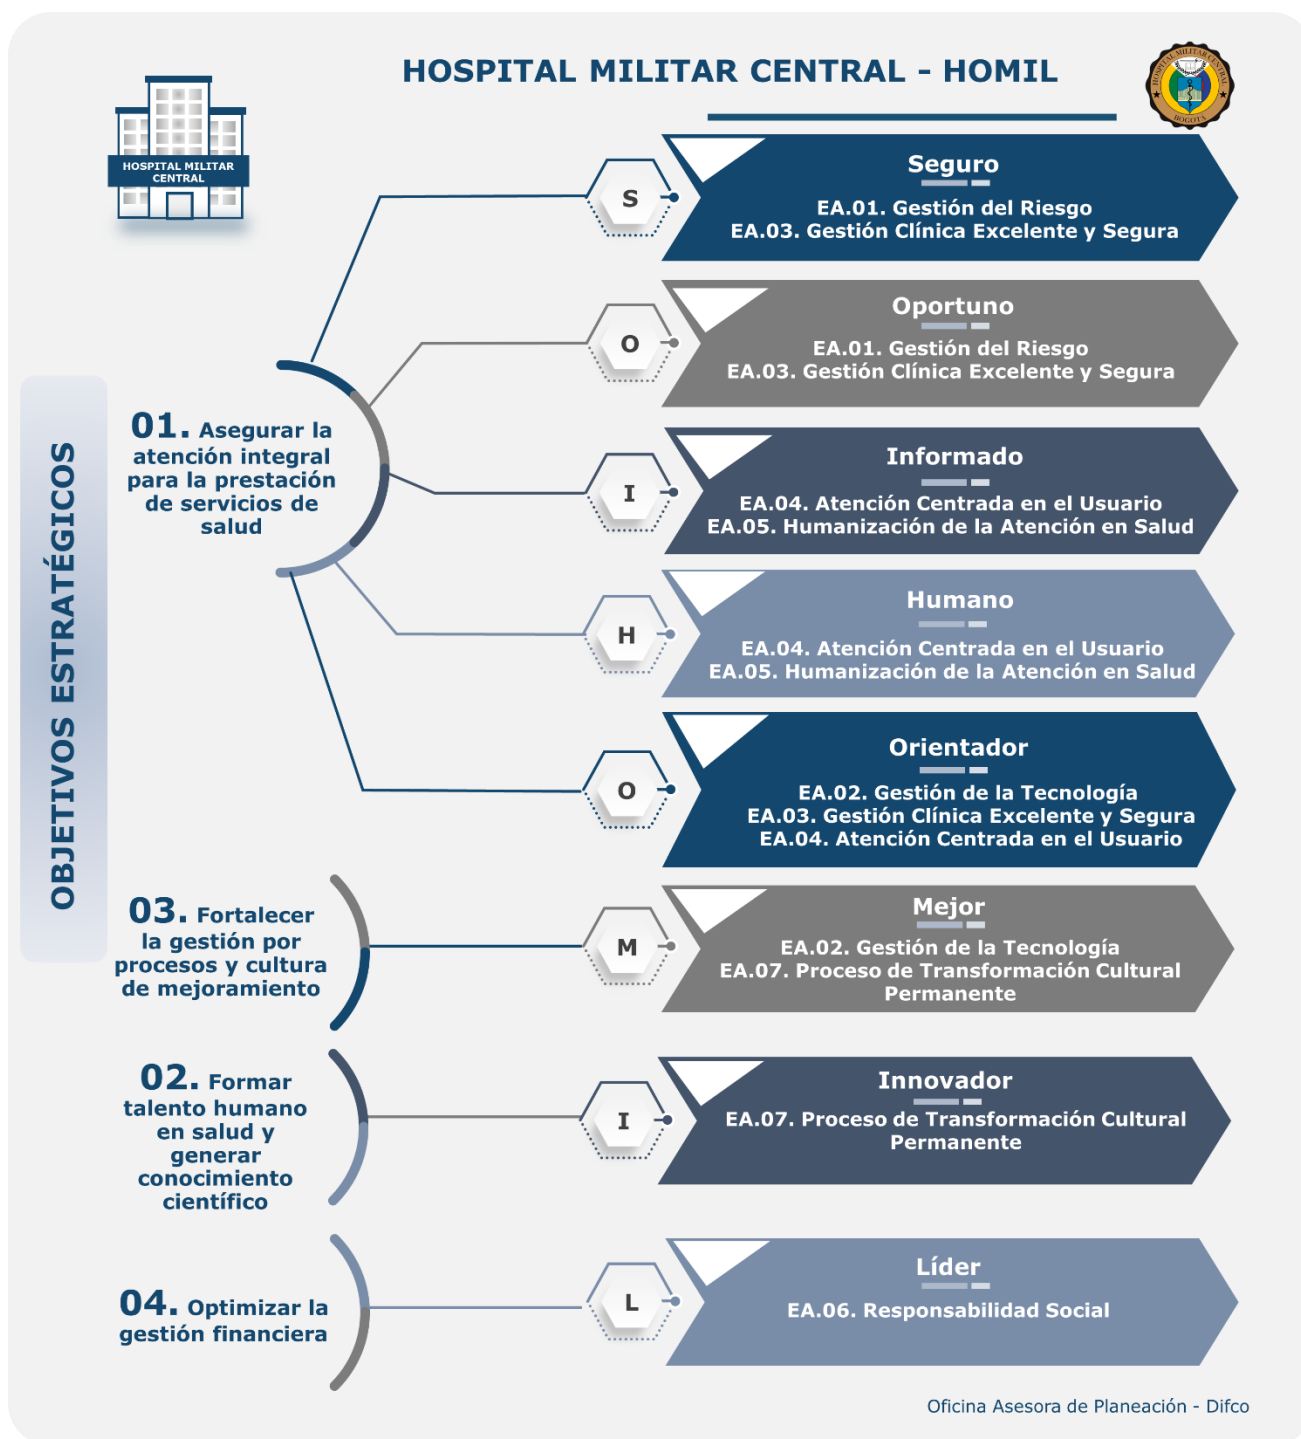 HOSPITAL MILITAR CENTRAL - HOMIL
HOSPITAL MILITAR CENTRAL
BOGOTÁ
HOSPITAL MILITAR
CENTRAL
OBJETIVOS ESTRATÉGICOS
01. Asegurar la
atención integral
para la prestación
de servicios de
salud
S
Seguro
EA.01. Gestión del Riesgo
EA.03. Gestión Clínica Excelente y Segura
O
Oportuno
EA.01. Gestión del Riesgo
EA.03. Gestión Clínica Excelente y Segura
I
Informado
EA.04. Atención Centrada en el Usuario
EA.05. Humanización de la Atención en Salud
H
Humano
EA.04. Atención Centrada en el Usuario
EA.05. Humanización de la Atención en Salud
O
Orientador
EA.02. Gestión de la Tecnología
EA.03. Gestión Clínica Excelente y Segura
EA.04. Atención Centrada en el Usuario
03. Fortalecer
la gestión por
procesos y cultura
de mejoramiento
M
Mejor
EA.02. Gestión de la Tecnología
EA.07. Proceso de Transformación Cultural
Permanente
02. Formar
talento humano
en salud y
generar
conocimiento
científico
I
Innovador
EA.07. Proceso de Transformación Cultural
Permanente
04. Optimizar la
gestión financiera
L
Líder
EA.06. Responsabilidad Social
Oficina Asesora de Planeación - Difco